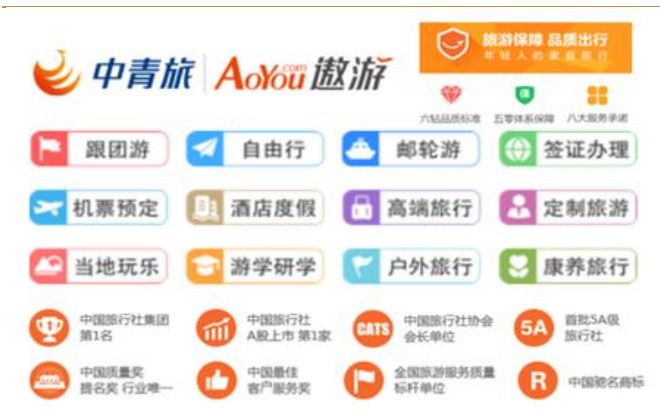 中青旅 AoYou.com 遨游
旅游保障 品质出行
年轻人的家庭旅行
六钻品质标准 五零体系保障 八大服务承诺
跟团游 自由行 邮轮游 签证办理
机票预定 酒店度假 高端旅行 定制旅游
当地玩乐 游学研学 户外旅行 康养旅行
中国旅行社集团
第1名
中国旅行社
A股上市 第1家
CATS
中国旅行社协会
会长单位
5A
首批5A级
旅行社
中国质量奖
提名奖 行业唯一
中国最佳
客户服务奖
全国旅游服务质量
标杆单位
R
中国驰名商标